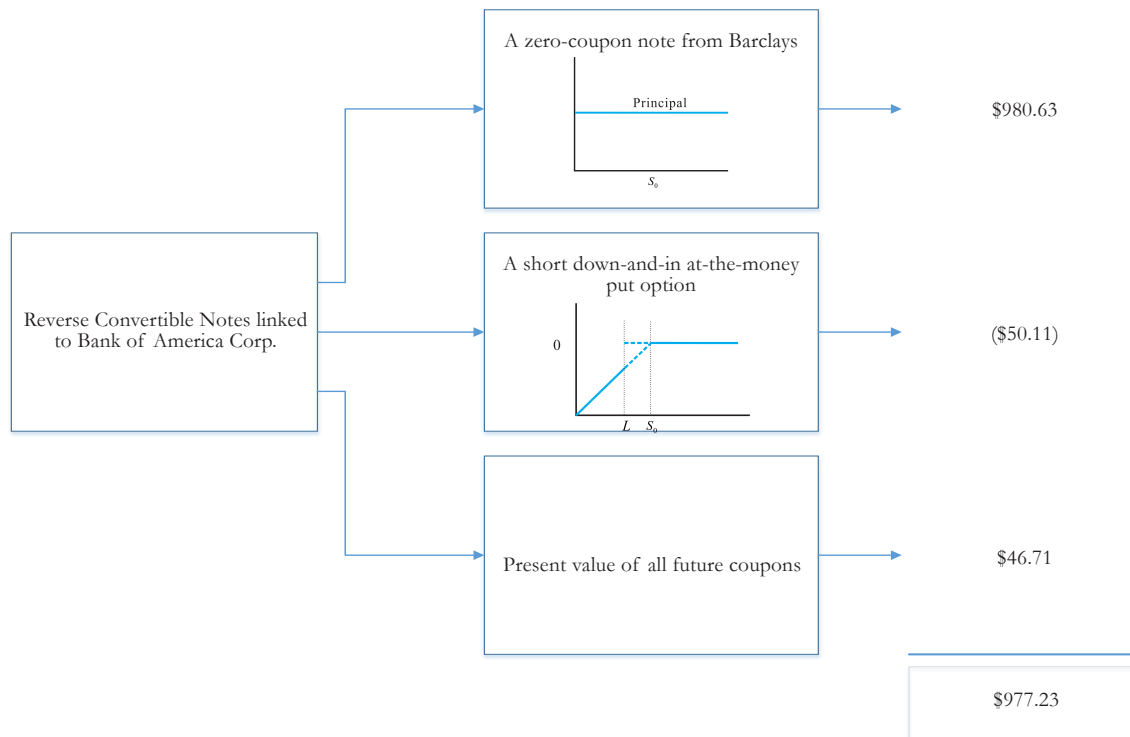 A zero-coupon note from Barclays
Principal
S₀
$980.63
Reverse Convertible Notes linked
to Bank of America Corp.
A short down-and-in at-the-money
put option
0
L S₀
($50.11)
Present value of all future coupons
$46.71
$977.23